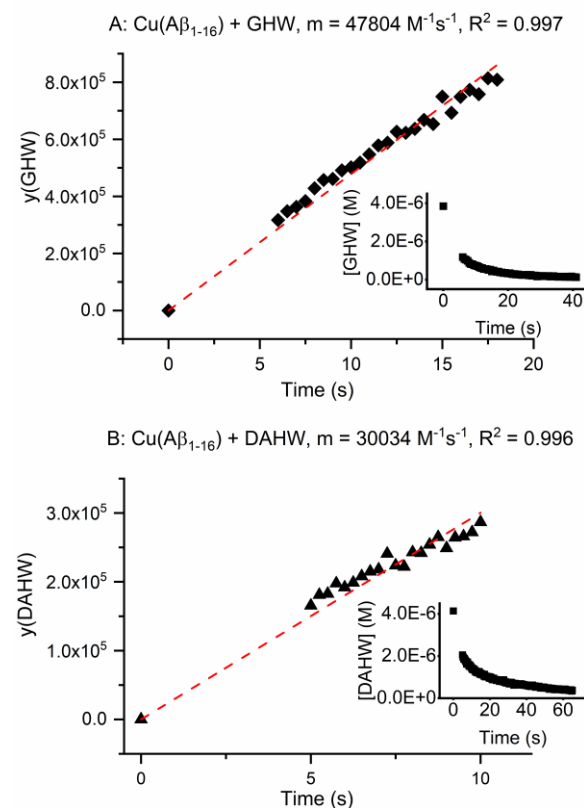 A: Cu(Aβ₁₋₁₆) + GHW, m = 47804 M⁻¹s⁻¹, R² = 0.997
8.0x10⁵
6.0x10⁵
4.0x10⁵
2.0x10⁵
0.0
y(GHW)
0
5
10
15
20
Time (s)
4.0E-6
2.0E-6
0.0E+0
[GHW] (M)
0
20
40
Time (s)
B: Cu(Aβ₁₋₁₆) + DAHW, m = 30034 M⁻¹s⁻¹, R² = 0.996
3.0x10⁵
2.0x10⁵
1.0x10⁵
0.0
y(DAHW)
0
5
10
Time (s)
4.0E-6
2.0E-6
0.0E+0
[DAHW] (M)
0
20
40
60
Time (s)